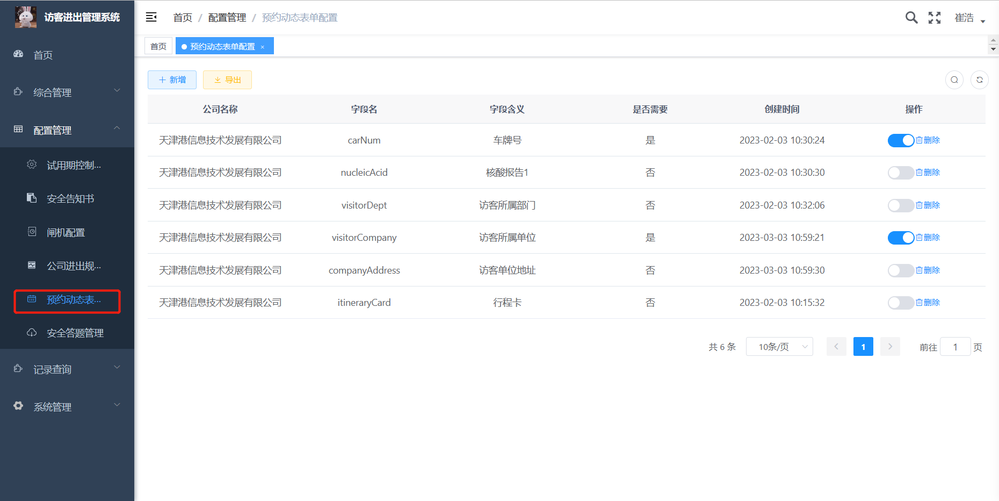 访客进出管理系统
首页
综合管理
配置管理
试用期控制...
安全告知书
闸机配置
公司进出规...
预约动态表...
安全答题管理
记录查询
系统管理
首页 / 配置管理 / 预约动态表单配置
崔浩
首页
预约动态表单配置 ×
+ 新增
导出
公司名称 字段名 字段含义 是否需要 创建时间 操作
天津港信息技术发展有限公司 carNum 车牌号 是 2023-02-03 10:30:24 删除
天津港信息技术发展有限公司 nucleicAcid 核酸报告1 否 2023-02-03 10:30:30 删除
天津港信息技术发展有限公司 visitorDept 访客所属部门 否 2023-02-03 10:32:06 删除
天津港信息技术发展有限公司 visitorCompany 访客所属单位 是 2023-03-03 10:59:21 删除
天津港信息技术发展有限公司 companyAddress 访客单位地址 否 2023-03-03 10:59:30 删除
天津港信息技术发展有限公司 itineraryCard 行程卡 否 2023-02-03 10:15:32 删除
共 6 条 10条/页 1 前往 1 页